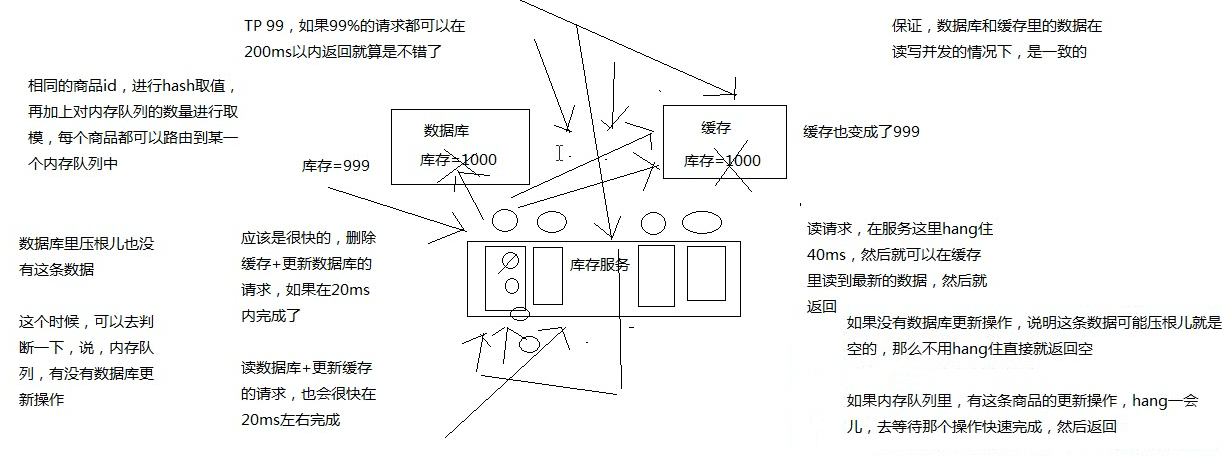 TP 99，如果99%的请求都可以在
200ms以内返回就算是不错了
保证，数据库和缓存里的数据在
读写并发的情况下，是一致的
相同的商品id，进行hash取值，
再加上对内存队列的数量进行取
模，每个商品都可以路由到某一
个内存队列中
数据库
库存=1000
缓存
库存=1000
缓存也变成了999
库存=999
数据库里压根儿也没
有这条数据
应该是很快的，删除
缓存+更新数据库的
请求，如果在20ms
内完成了
库存服务
读请求，在服务这里hang住
40ms，然后就可以在缓存
里读到最新的数据，然后就
返回
这个时候，可以去判
断一下，说，内存队
列，有没有数据库更
新操作
读数据库+更新缓存
的请求，也会很快在
20ms左右完成
如果没有数据库更新操作，说明这条数据可能压根儿就是
空的，那么不用hang住直接就返回空
如果内存队列里，有这条商品的更新操作，hang一会
儿，去等待那个操作快速完成，然后返回